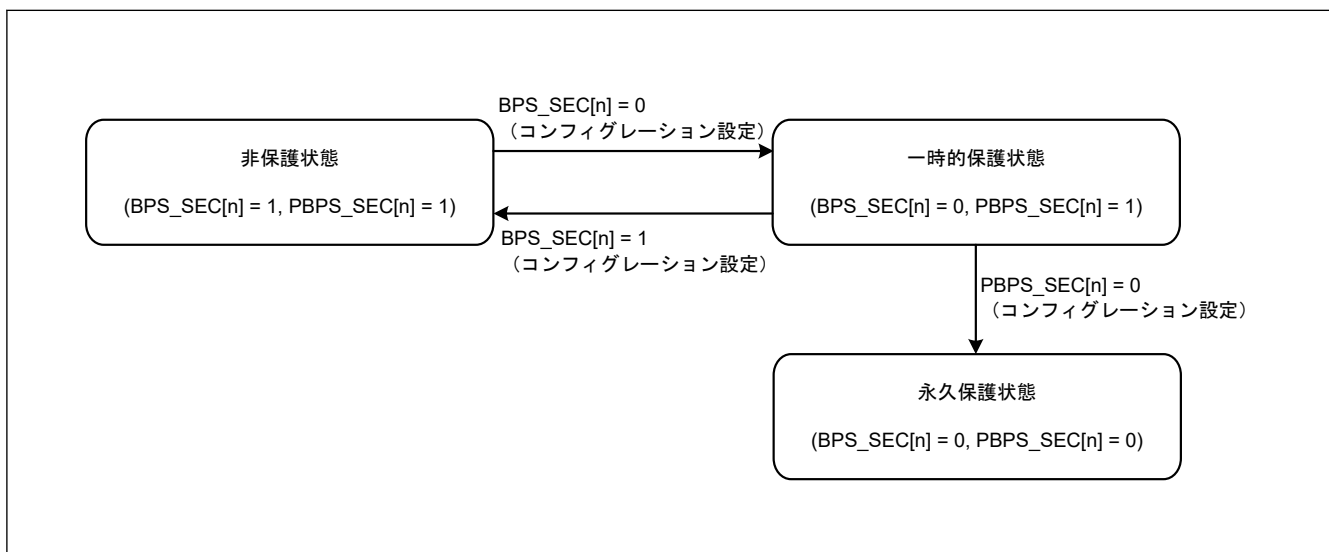 BPS_SEC[n] = 0
（コンフィグレーション設定）
非保護状態
(BPS_SEC[n] = 1, PBPS_SEC[n] = 1)
一時的保護状態
(BPS_SEC[n] = 0, PBPS_SEC[n] = 1)
BPS_SEC[n] = 1
（コンフィグレーション設定）
PBPS_SEC[n] = 0
（コンフィグレーション設定）
永久保護状態
(BPS_SEC[n] = 0, PBPS_SEC[n] = 0)